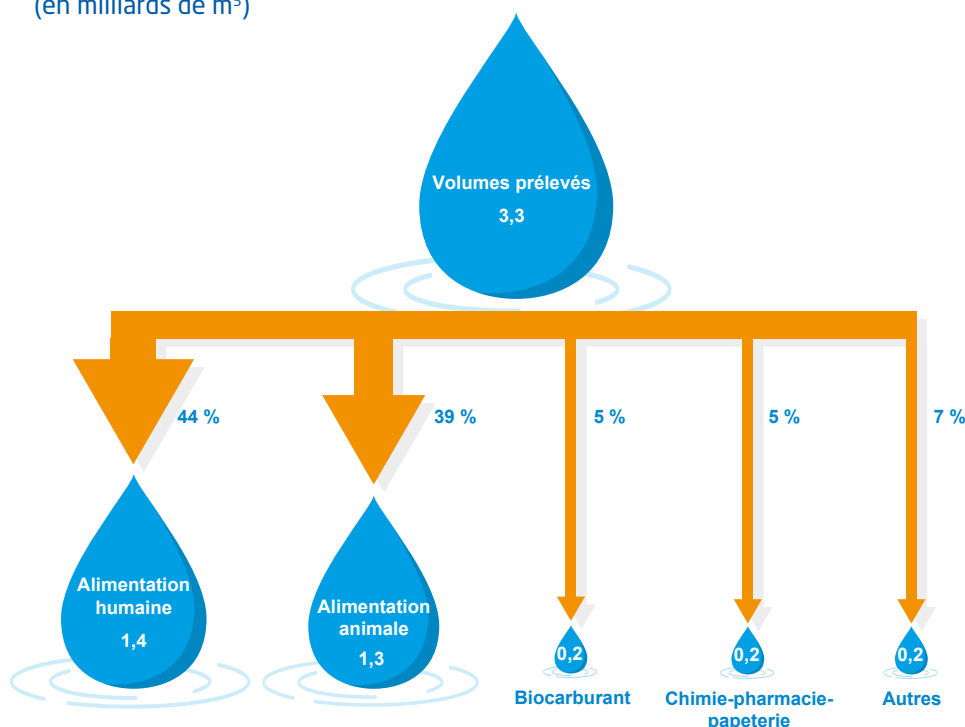 (en milliards de m³)
Volumes prélevés
3,3
44 %
39 %
5 %
5 %
7 %
Alimentation
humaine
1,4
Alimentation
animale
1,3
0,2
0,2
0,2
Biocarburant
Chimie-pharmacie-
papeterie
Autres